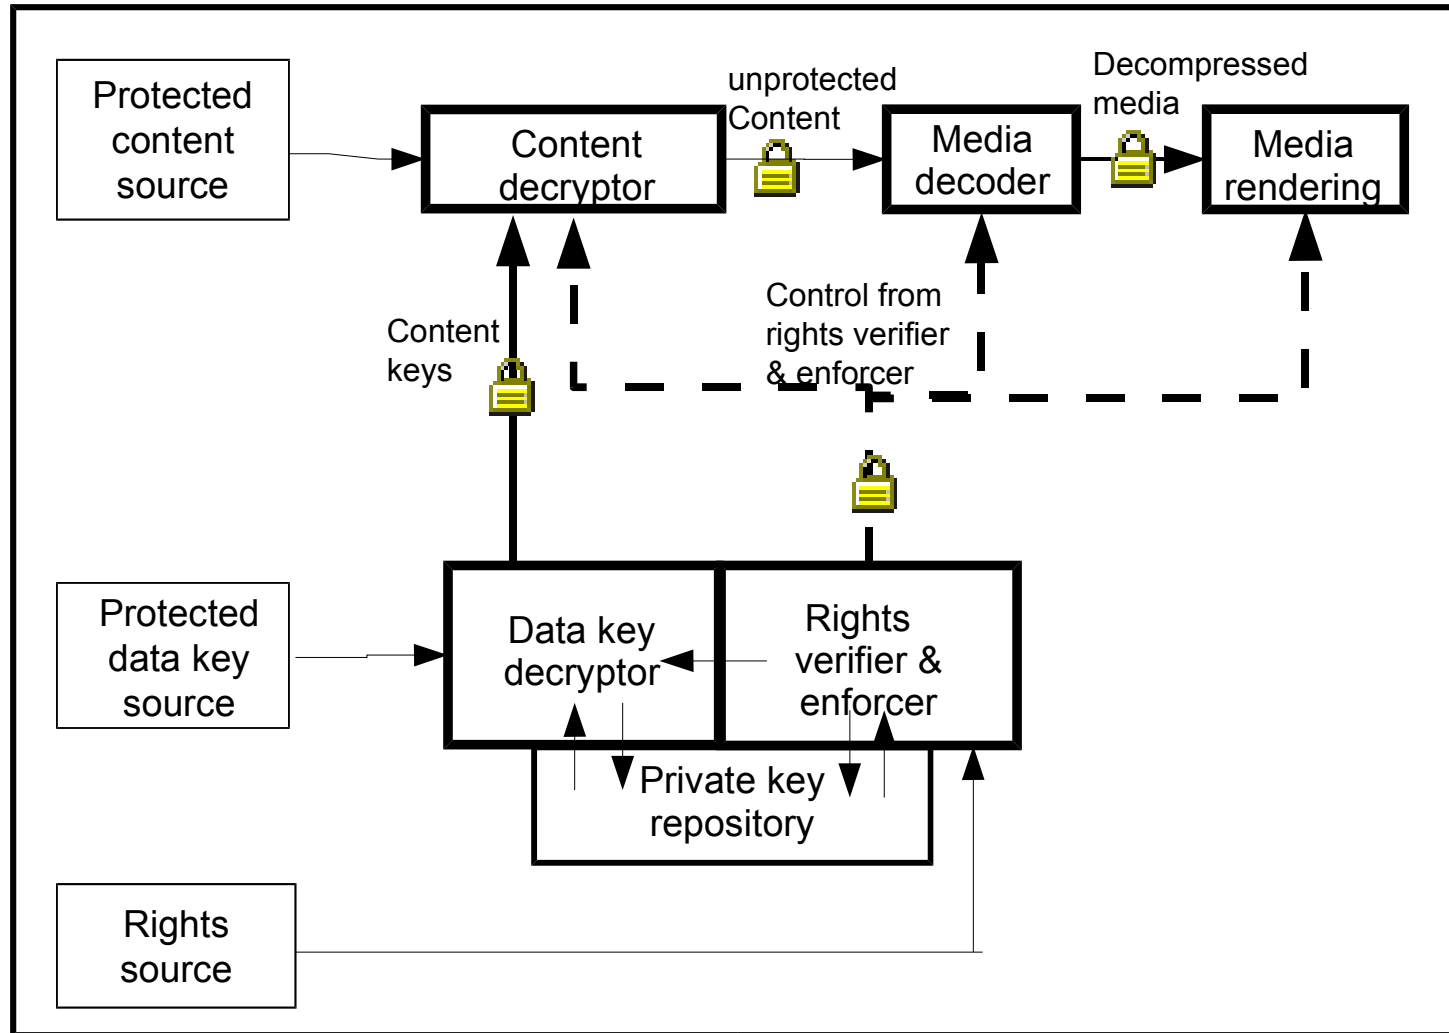 Protected
content
source
Content
decryptor
unprotected
Content
Media
decoder
Decompressed
media
Media
rendering
Content
keys
Control from
rights verifier
& enforcer
Protected
data key
source
Data key
decryptor
Rights
verifier &
enforcer
Private key
repository
Rights
source